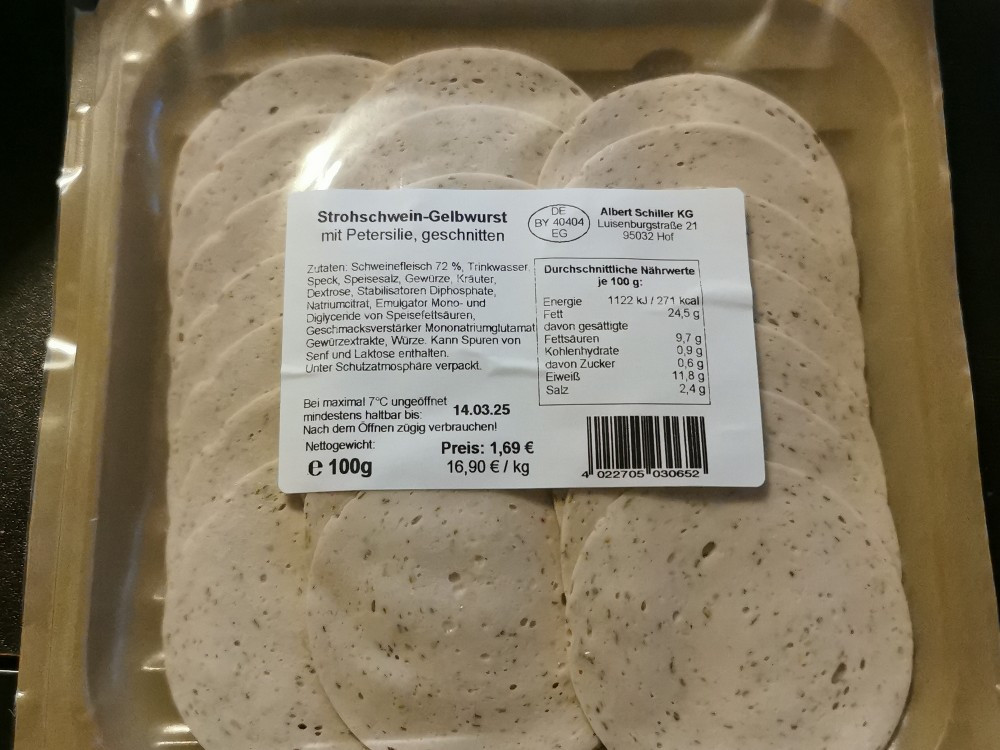 Strohschwein-Gelbwurst
mit Petersilie, geschnitten
DE
BY 40404
EG
Albert Schiller KG
Luisenburgstraße 21
95032 Hof
Zutaten: Schweinefleisch 72 %, Trinkwasser,
Speck, Speisesalz, Gewürze, Kräuter,
Dextrose, Stabilisatoren Diphosphate,
Natriumcitrat, Emulgator Mono- und
Diglycende von Speisefettsäuren,
Geschmacksverstärker Mononatriumglutamat
Gewürzextrakte, Würze. Kann Spuren von
Senf und Laktose enthalten.
Unter Schutzatmosphäre verpackt.
Durchschnittliche Nährwerte
je 100 g:
Energie 1122 kJ / 271 kcal
Fett 24,5 g
davon gesättigte
Fettsäuren 9,7 g
Kohlenhydrate 0,9 g
davon Zucker 0,6 g
Eiweiß 11,8 g
Salz 2,4 g
Bei maximal 7°C ungeöffnet
mindestens haltbar bis: 14.03.25
Nach dem Öffnen zügig verbrauchen!
Nettogewicht:
e 100g
Preis: 1,69 €
16,90 € / kg
4 022705 030652